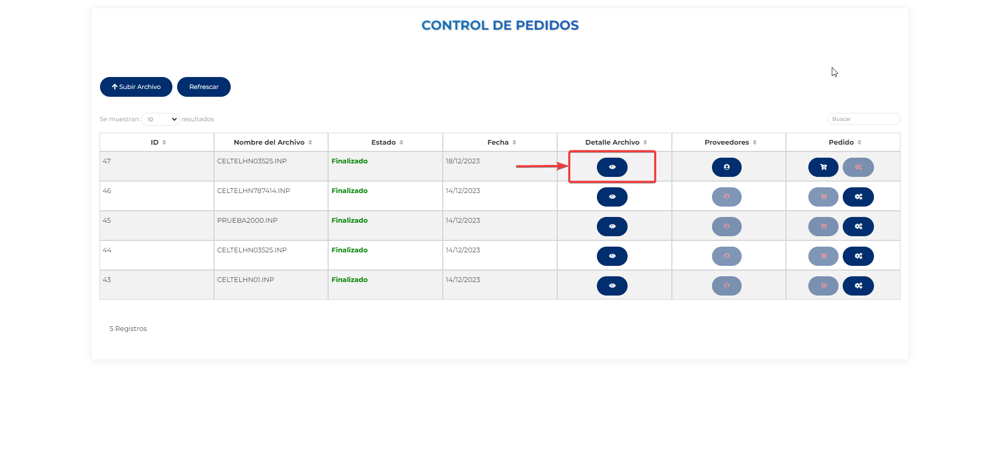 CONTROL DE PEDIDOS
Subir Archivo Refrescar
Se muestran 10 resultados Buscar
ID Nombre del Archivo Estado Fecha Detalle Archivo Proveedores Pedido
47 CELTELHN03525.INP Finalizado 18/12/2023
46 CELTELHN787414.INP Finalizado 14/12/2023
45 PRUEBA2000.INP Finalizado 14/12/2023
44 CELTELHN03525.INP Finalizado 14/12/2023
43 CELTELHN01.INP Finalizado 14/12/2023
5 Registros